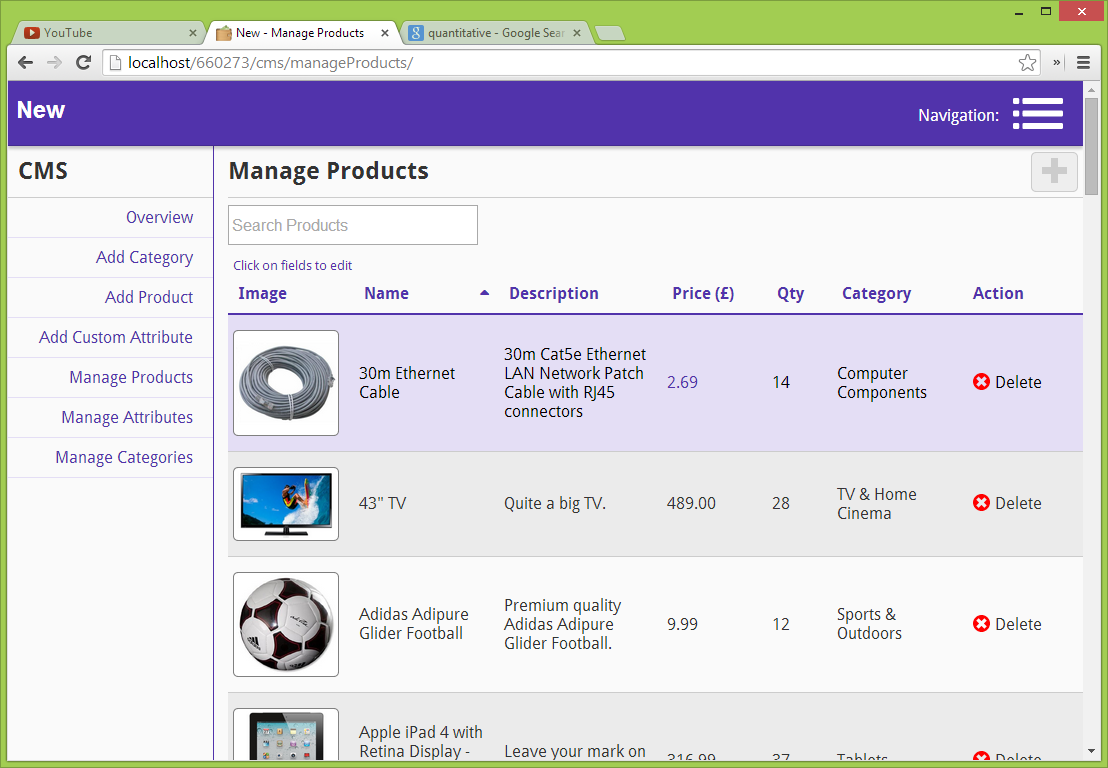 YouTube
New - Manage Products
quantitative - Google Sear
localhost/660273/cms/manageProducts/
New
Navigation:
CMS
Overview
Add Category
Add Product
Add Custom Attribute
Manage Products
Manage Attributes
Manage Categories
Manage Products
Search Products
Click on fields to edit
Image Name Description Price (£) Qty Category Action
30m Ethernet
Cable
30m Cat5e Ethernet
LAN Network Patch
Cable with RJ45
connectors
2.69
14
Computer
Components
Delete
43" TV
Quite a big TV.
489.00
28
TV & Home
Cinema
Delete
Adidas Adipure
Glider Football
Premium quality
Adidas Adipure
Glider Football.
9.99
12
Sports &
Outdoors
Delete
Apple iPad 4 with
Retina Display -
Leave your mark on
316.99
37
Tablets
Delete